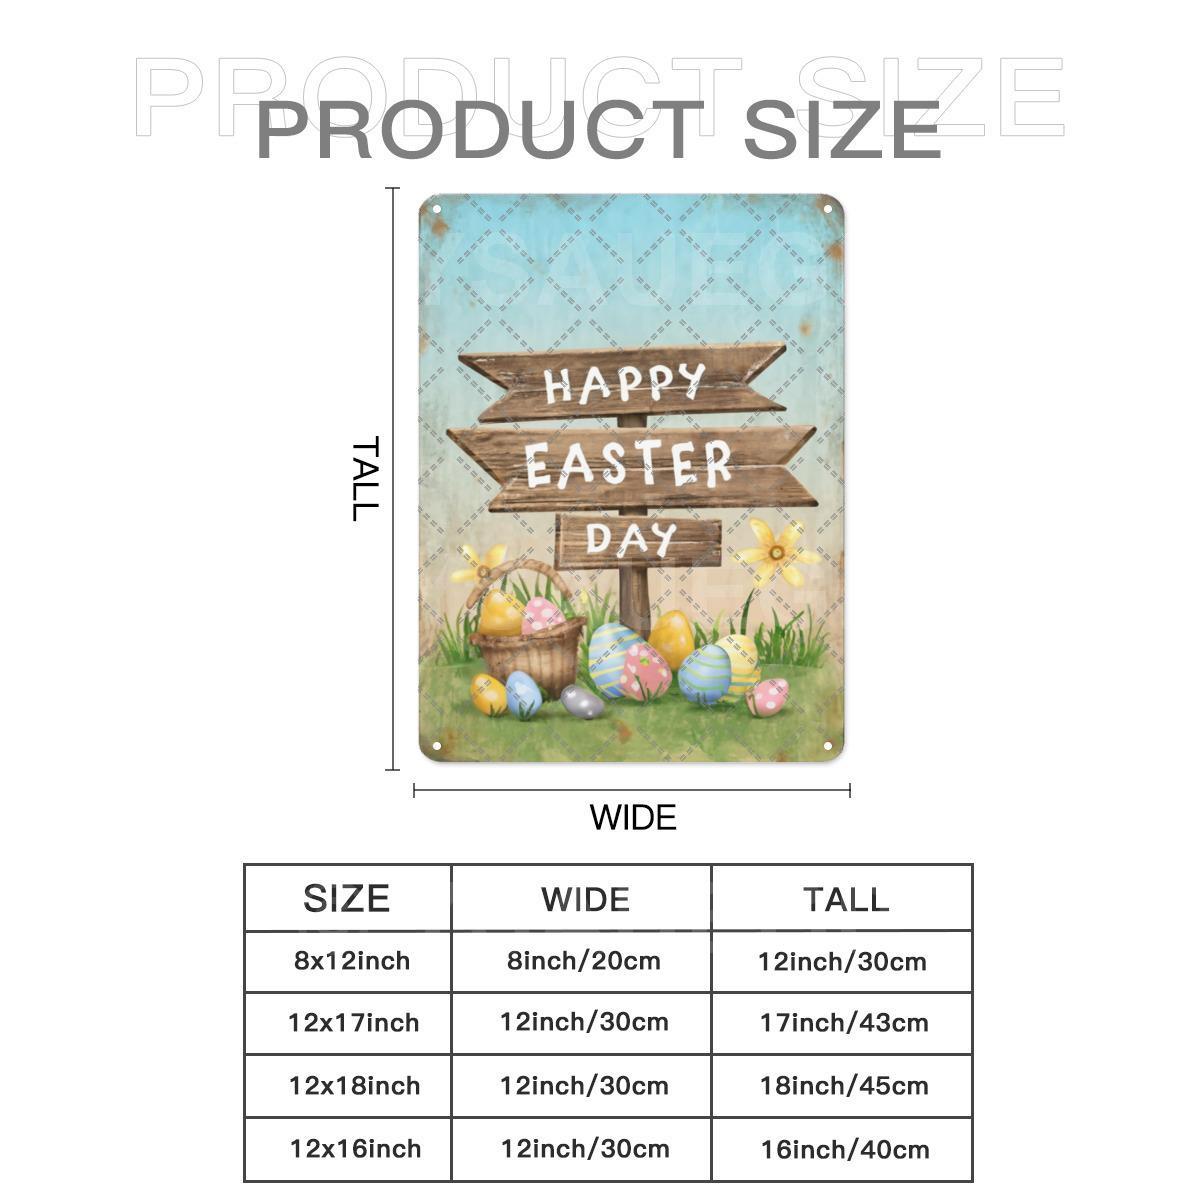 PRODUCT SIZE
PRODUCT SIZE
YSAUEG
HAPPY
EASTER
DAY
TALL
WIDE
SIZE WIDE TALL
8x12inch 8inch/20cm 12inch/30cm
12x17inch 12inch/30cm 17inch/43cm
12x18inch 12inch/30cm 18inch/45cm
12x16inch 12inch/30cm 16inch/40cm